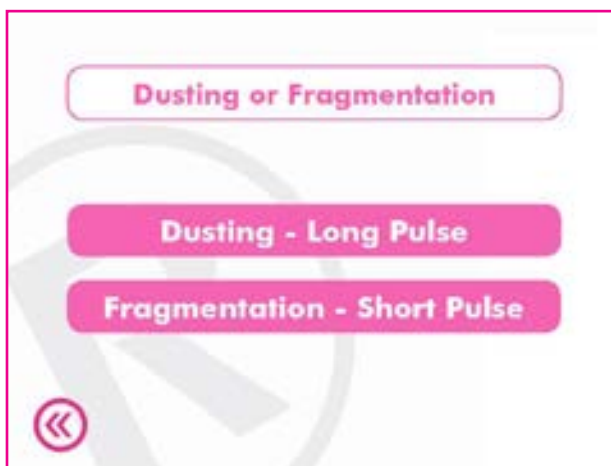 Dusting or Fragmentation
Dusting - Long Pulse
Fragmentation - Short Pulse